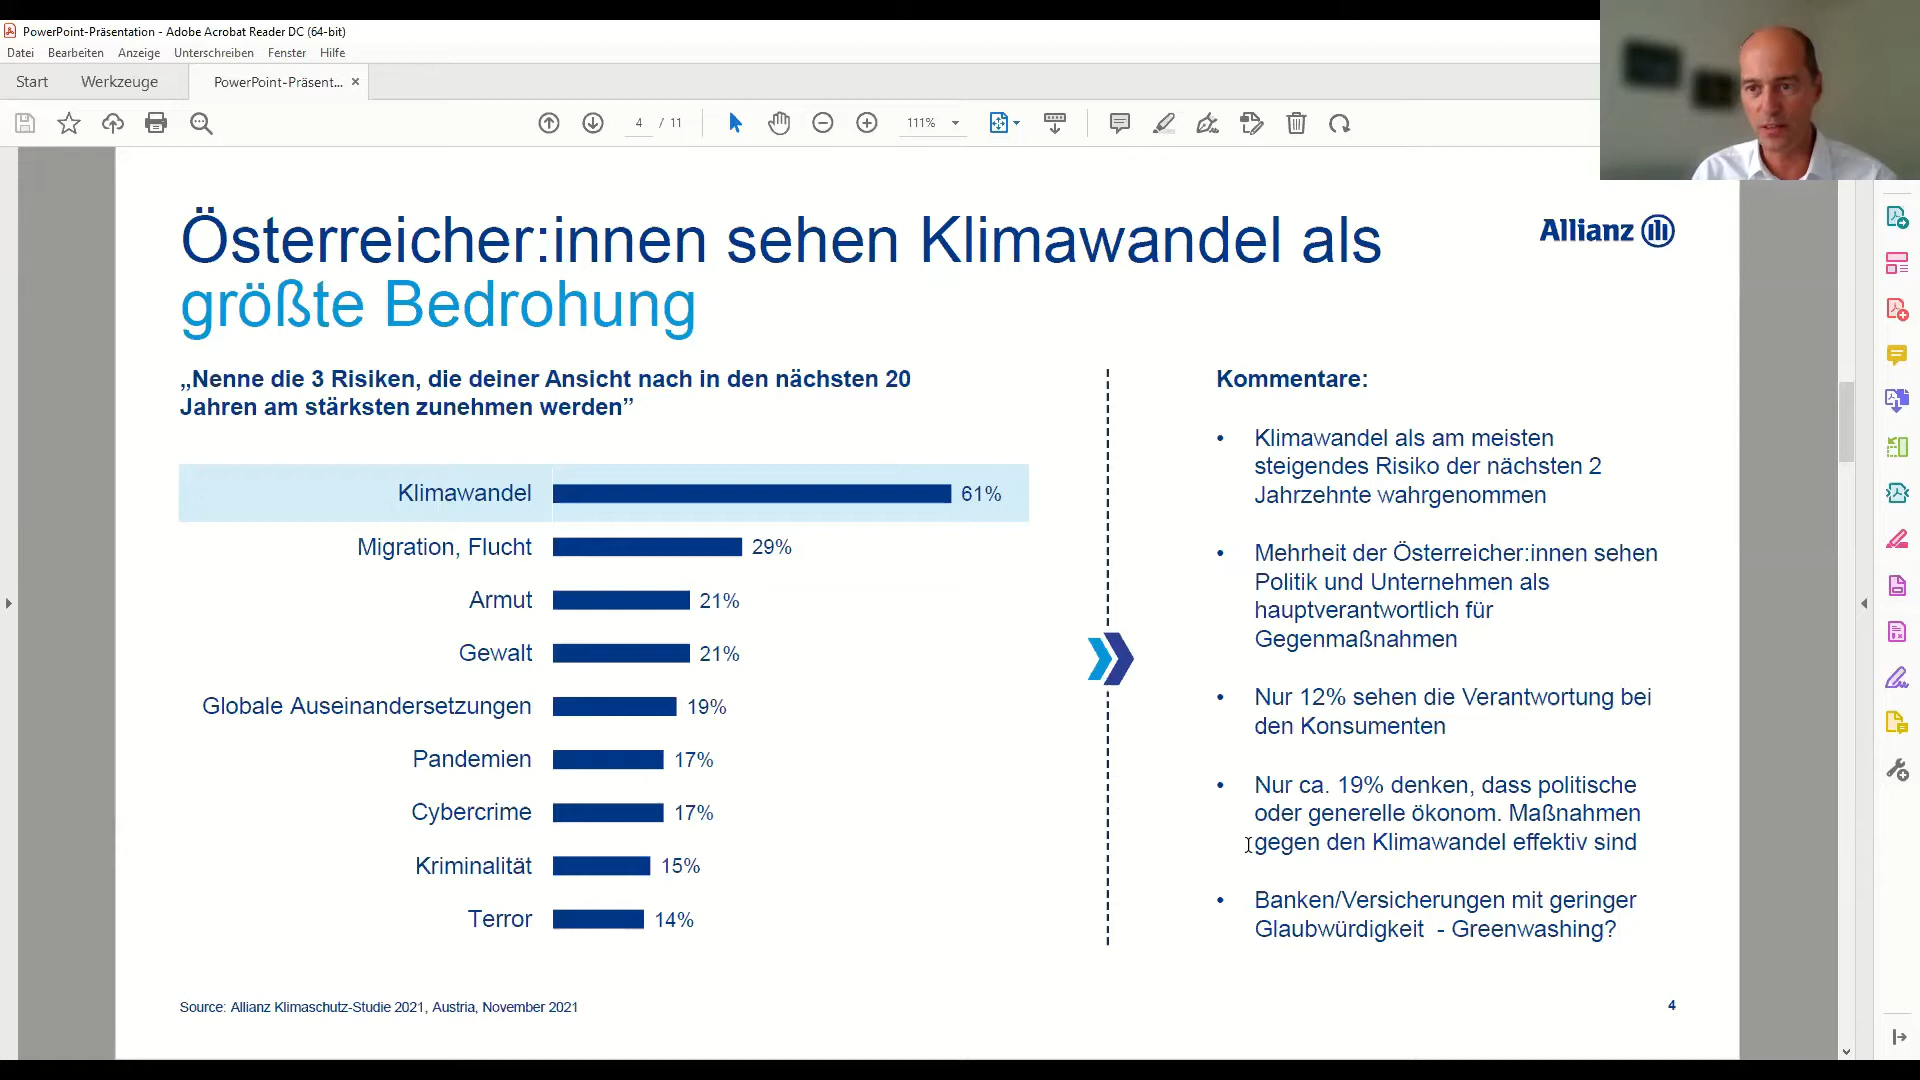 PowerPoint-Präsentation - Adobe Acrobat Reader DC (64-bit)
Datei Bearbeiten Anzeige Unterschreiben Fenster Hilfe
Start Werkzeuge PowerPoint-Präsent... ×
4 / 11 111%
Österreicher:innen sehen Klimawandel als
größte Bedrohung
Allianz
„Nenne die 3 Risiken, die deiner Ansicht nach in den nächsten 20
Jahren am stärksten zunehmen werden”
Klimawandel 61%
Migration, Flucht 29%
Armut 21%
Gewalt 21%
Globale Auseinandersetzungen 19%
Pandemien 17%
Cybercrime 17%
Kriminalität 15%
Terror 14%
Kommentare:
• Klimawandel als am meisten
steigendes Risiko der nächsten 2
Jahrzehnte wahrgenommen
• Mehrheit der Österreicher:innen sehen
Politik und Unternehmen als
hauptverantwortlich für
Gegenmaßnahmen
• Nur 12% sehen die Verantwortung bei
den Konsumenten
• Nur ca. 19% denken, dass politische
oder generelle ökonom. Maßnahmen
gegen den Klimawandel effektiv sind
• Banken/Versicherungen mit geringer
Glaubwürdigkeit - Greenwashing?
Source: Allianz Klimaschutz-Studie 2021, Austria, November 2021
4